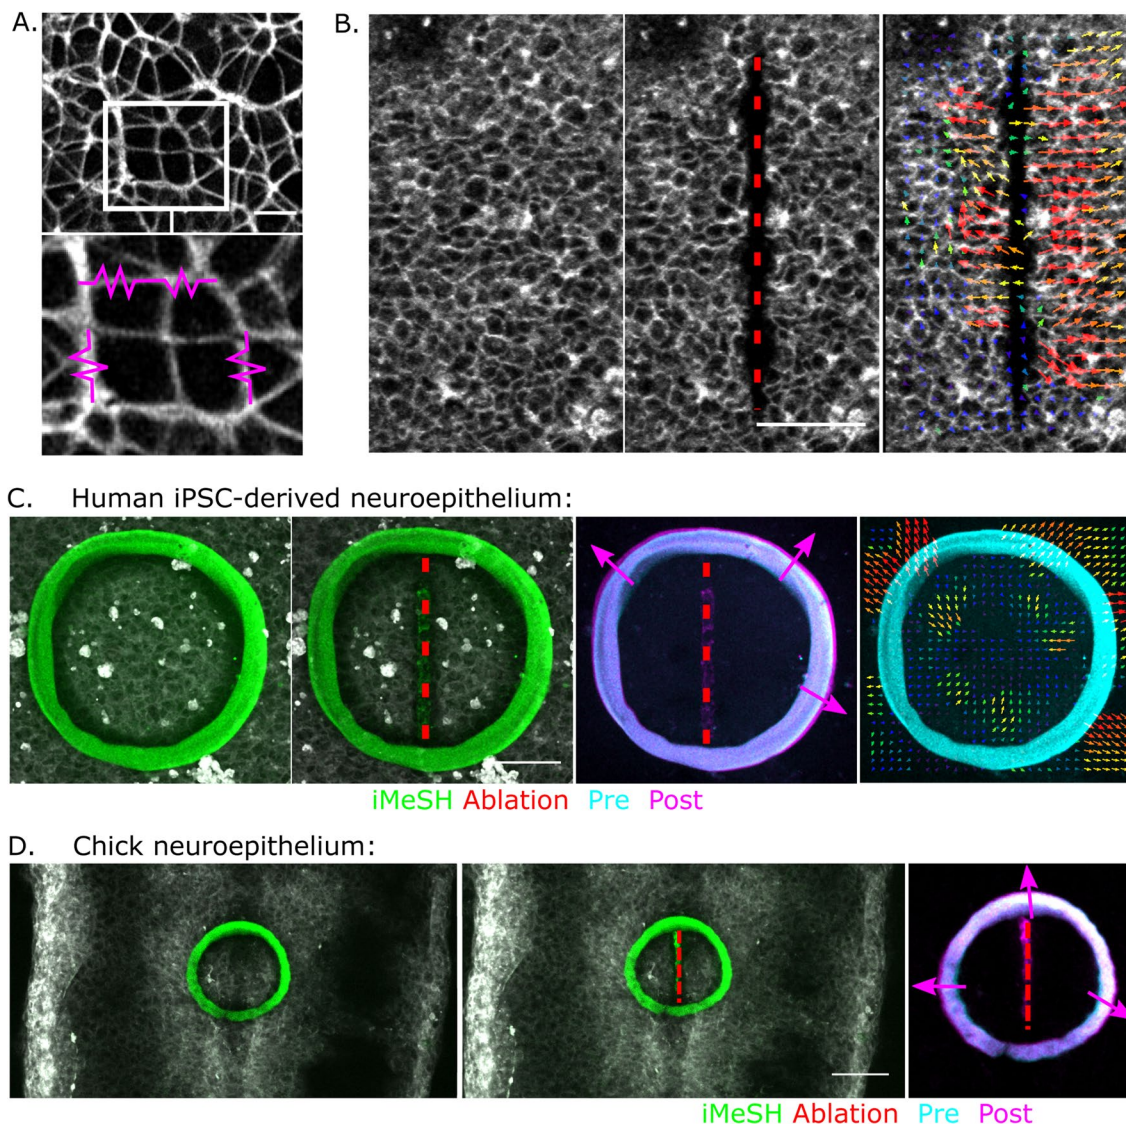 A.
B.
C. Human iPSC-derived neuroepithelium:
iMeSH Ablation Pre Post
D. Chick neuroepithelium:
iMeSH Ablation Pre Post